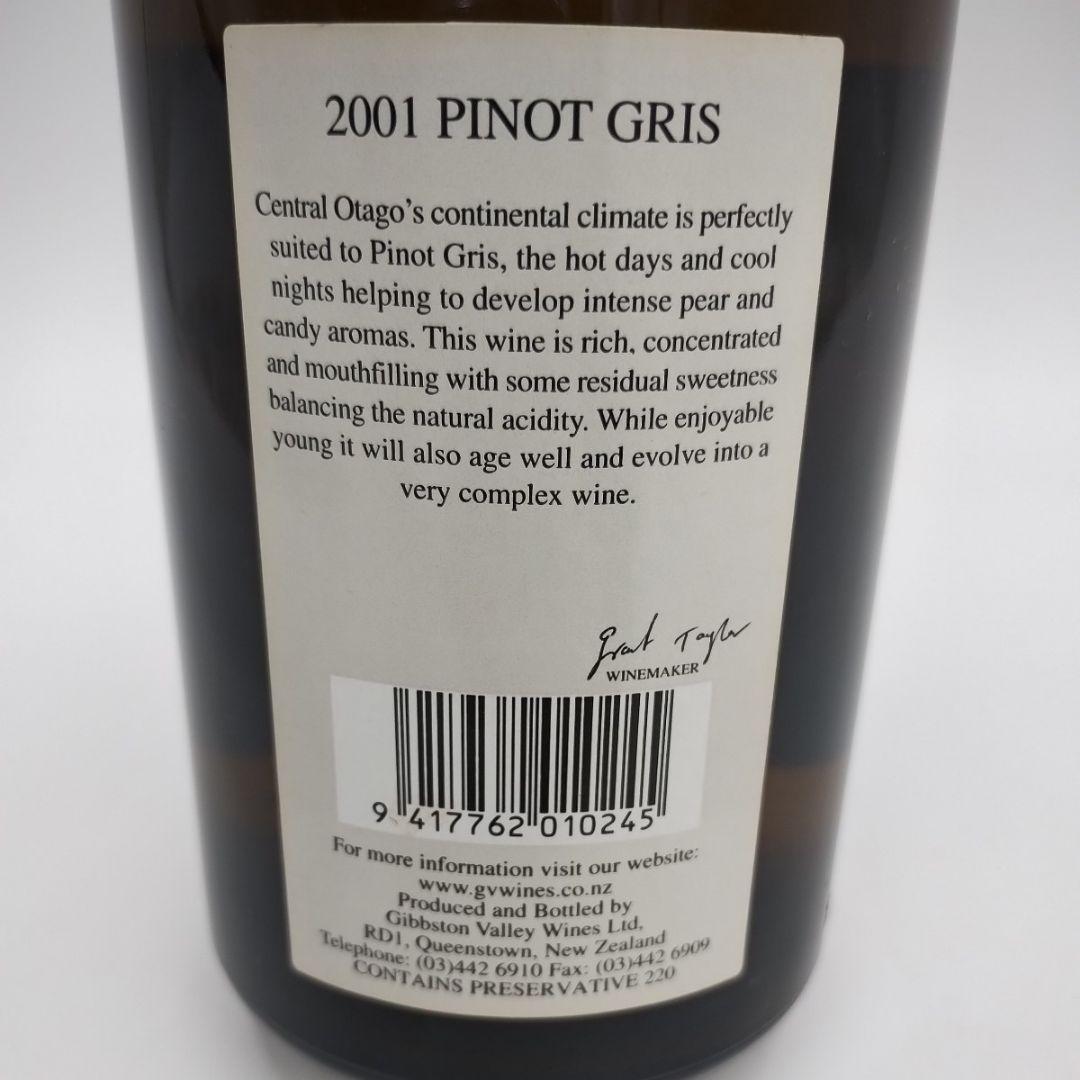 2001 PINOT GRIS
Central Otago's continental climate is perfectly
suited to Pinot Gris, the hot days and cool
nights helping to develop intense pear and
candy aromas. This wine is rich, concentrated
and mouthfilling with some residual sweetness
balancing the natural acidity. While enjoyable
young it will also age well and evolve into a
very complex wine.
Grant Taylor
WINEMAKER
9 417762 010245
For more information visit our website:
www.gvwines.co.nz
Produced and Bottled by
Gibbston Valley Wines Ltd,
RD1, Queenstown, New Zealand
Telephone: (03)442 6910 Fax: (03)442 6909
CONTAINS PRESERVATIVE 220